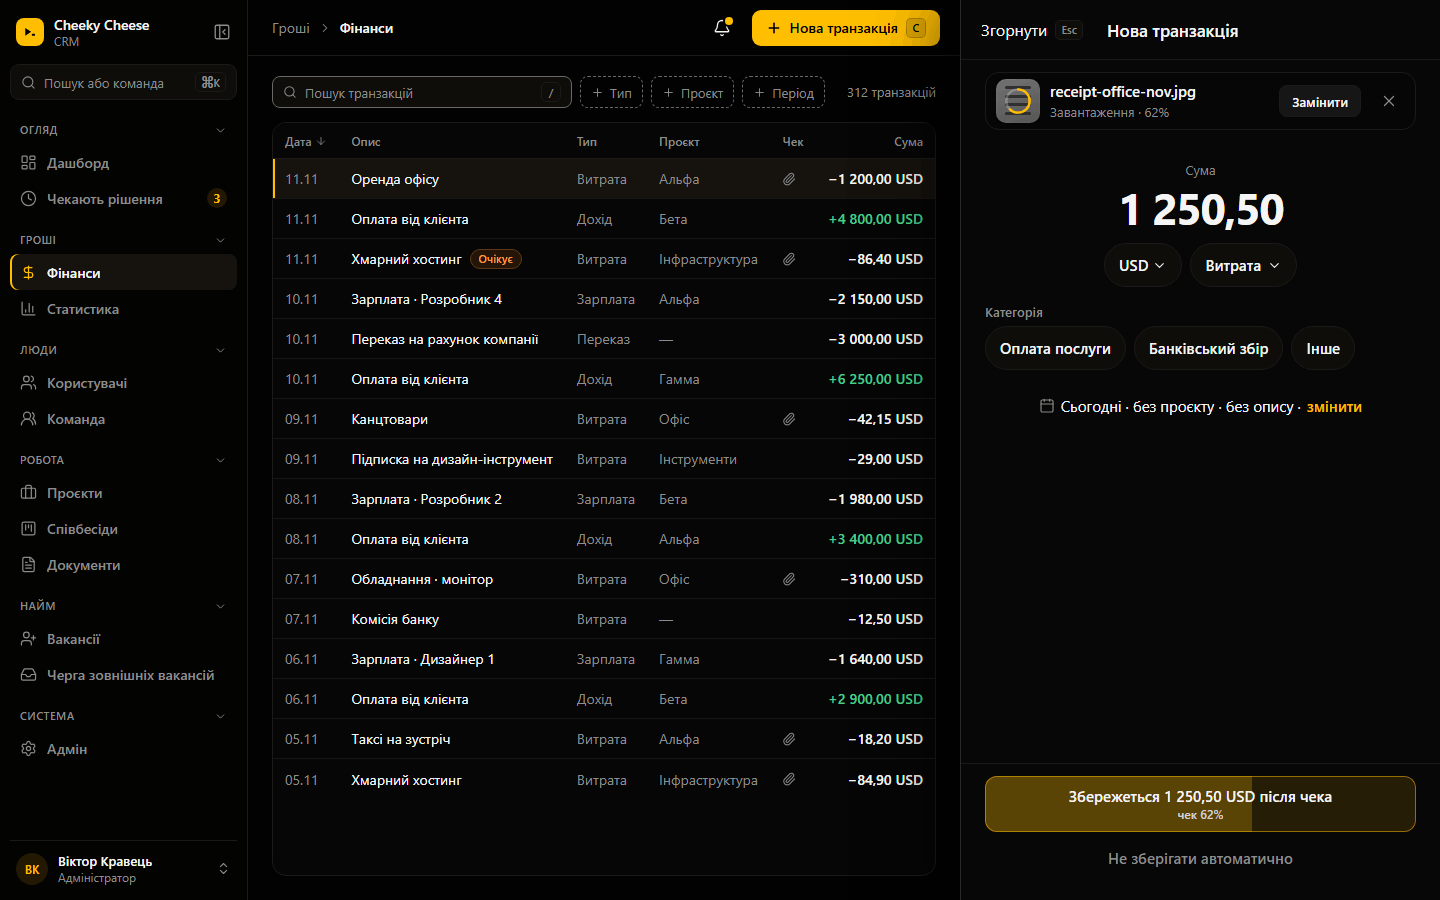 Cheeky Cheese
CRM
Пошук або команда ⌘K
ОГЛЯД
Дашборд
Чекають рішення 3
ГРОШІ
Фінанси
Статистика
ЛЮДИ
Користувачі
Команда
РОБОТА
Проєкти
Співбесіди
Документи
НАЙМ
Вакансії
Черга зовнішніх вакансій
СИСТЕМА
Адмін
ВК Віктор Кравець
Адміністратор
Гроші > Фінанси
+ Нова транзакція C
Пошук транзакцій /
+ Тип + Проєкт + Період 312 транзакцій
Дата ↓ Опис Тип Проєкт Чек Сума
11.11 Оренда офісу Витрата Альфа −1 200,00 USD
11.11 Оплата від клієнта Дохід Бета +4 800,00 USD
11.11 Хмарний хостинг Очікує Витрата Інфраструктура −86,40 USD
10.11 Зарплата · Розробник 4 Зарплата Альфа −2 150,00 USD
10.11 Переказ на рахунок компанії Переказ — −3 000,00 USD
10.11 Оплата від клієнта Дохід Гамма +6 250,00 USD
09.11 Канцтовари Витрата Офіс −42,15 USD
09.11 Підписка на дизайн-інструмент Витрата Інструменти −29,00 USD
08.11 Зарплата · Розробник 2 Зарплата Бета −1 980,00 USD
08.11 Оплата від клієнта Дохід Альфа +3 400,00 USD
07.11 Обладнання · монітор Витрата Офіс −310,00 USD
07.11 Комісія банку Витрата — −12,50 USD
06.11 Зарплата · Дизайнер 1 Зарплата Гамма −1 640,00 USD
06.11 Оплата від клієнта Дохід Бета +2 900,00 USD
05.11 Таксі на зустріч Витрата Альфа −18,20 USD
05.11 Хмарний хостинг Витрата Інфраструктура −84,90 USD
Згорнути Esc Нова транзакція
receipt-office-nov.jpg
Завантаження · 62%
Замінити
Сума
1 250,50
USD Витрата
Категорія
Оплата послуги Банківський збір Інше
Сьогодні · без проєкту · без опису · змінити
Збережеться 1 250,50 USD після чека
чек 62%
Не зберігати автоматично